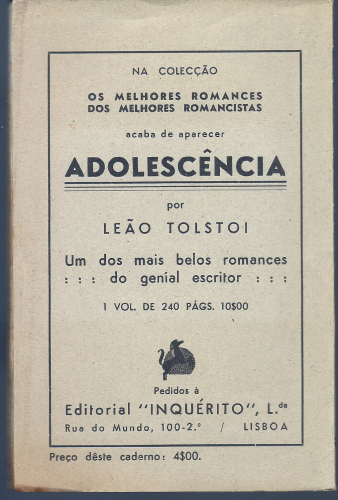 NA COLECÇÃO
OS MELHORES ROMANCES
DOS MELHORES ROMANCISTAS
acaba de aparecer
ADOLESCÊNCIA
por
LEÃO TOLSTOI
Um dos mais belos romances
: : : do genial escritor : : :
1 VOL. DE 240 PÁGS. 10$00
Pedidos à
Editorial "INQUÉRITO", L.da
Rua do Mundo, 100-2.º / LISBOA
Preço dêste caderno: 4$00.